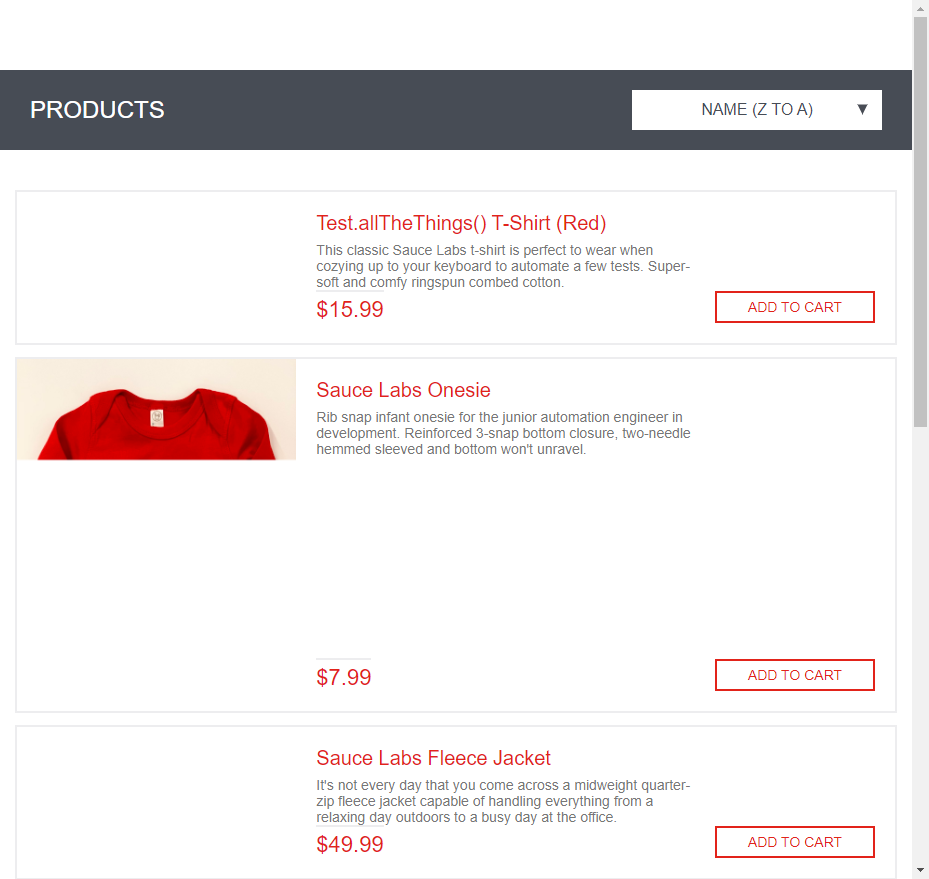 PRODUCTS
NAME (Z TO A)
Test.allTheThings() T-Shirt (Red)
This classic Sauce Labs t-shirt is perfect to wear when
cozying up to your keyboard to automate a few tests. Super-
soft and comfy ringspun combed cotton.
$15.99
ADD TO CART
Sauce Labs Onesie
Rib snap infant onesie for the junior automation engineer in
development. Reinforced 3-snap bottom closure, two-needle
hemmed sleeved and bottom won't unravel.
$7.99
ADD TO CART
Sauce Labs Fleece Jacket
It's not every day that you come across a midweight quarter-
zip fleece jacket capable of handling everything from a
relaxing day outdoors to a busy day at the office.
$49.99
ADD TO CART